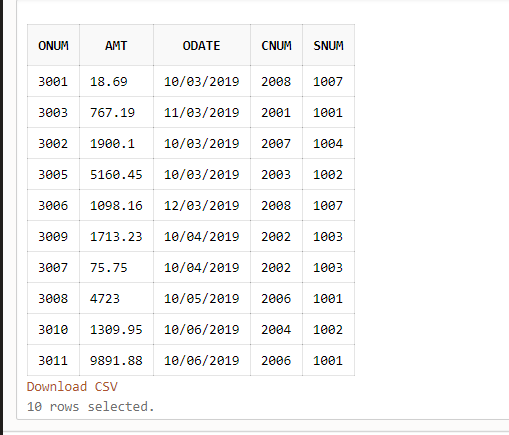 ONUM AMT ODATE CNUM SNUM
3001 18.69 10/03/2019 2008 1007
3003 767.19 11/03/2019 2001 1001
3002 1900.1 10/03/2019 2007 1004
3005 5160.45 10/03/2019 2003 1002
3006 1098.16 12/03/2019 2008 1007
3009 1713.23 10/04/2019 2002 1003
3007 75.75 10/04/2019 2002 1003
3008 4723 10/05/2019 2006 1001
3010 1309.95 10/06/2019 2004 1002
3011 9891.88 10/06/2019 2006 1001
Download CSV
10 rows selected.